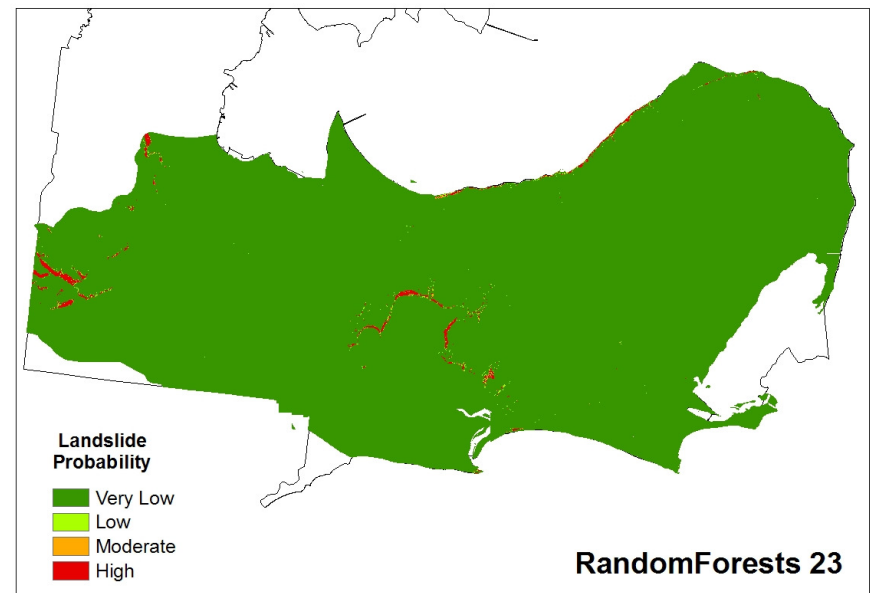 Landslide
Probability
Very Low
Low
Moderate
High
RandomForests 23